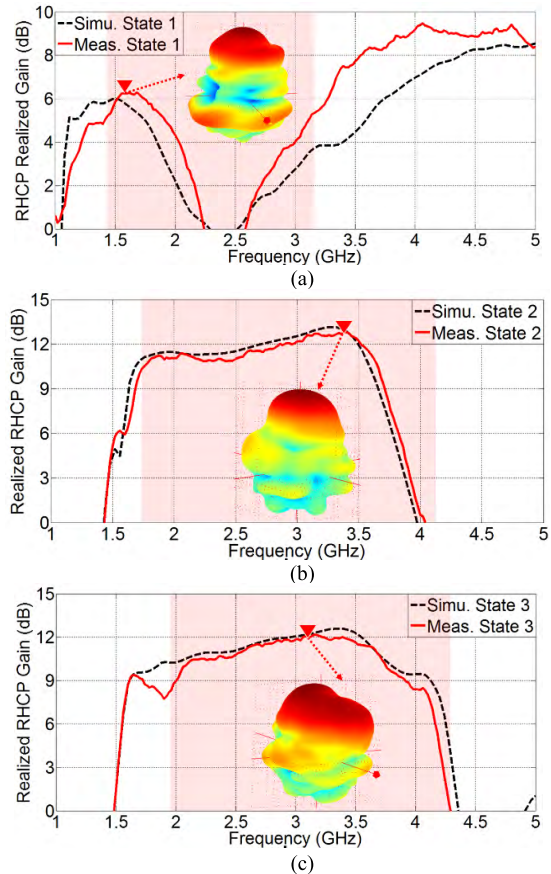 RHCP Realized Gain (dB)
10
8
6
4
2
0
Simu. State 1
Meas. State 1
1 1.5 2 2.5 3 3.5 4 4.5 5
Frequency (GHz)
(a)
Realized RHCP Gain (dB)
15
12
9
6
3
0
Simu. State 2
Meas. State 2
1 1.5 2 2.5 3 3.5 4 4.5 5
Frequency (GHz)
(b)
Realized RHCP Gain (dB)
15
12
9
6
3
0
Simu. State 3
Meas. State 3
1 1.5 2 2.5 3 3.5 4 4.5 5
Frequency (GHz)
(c)